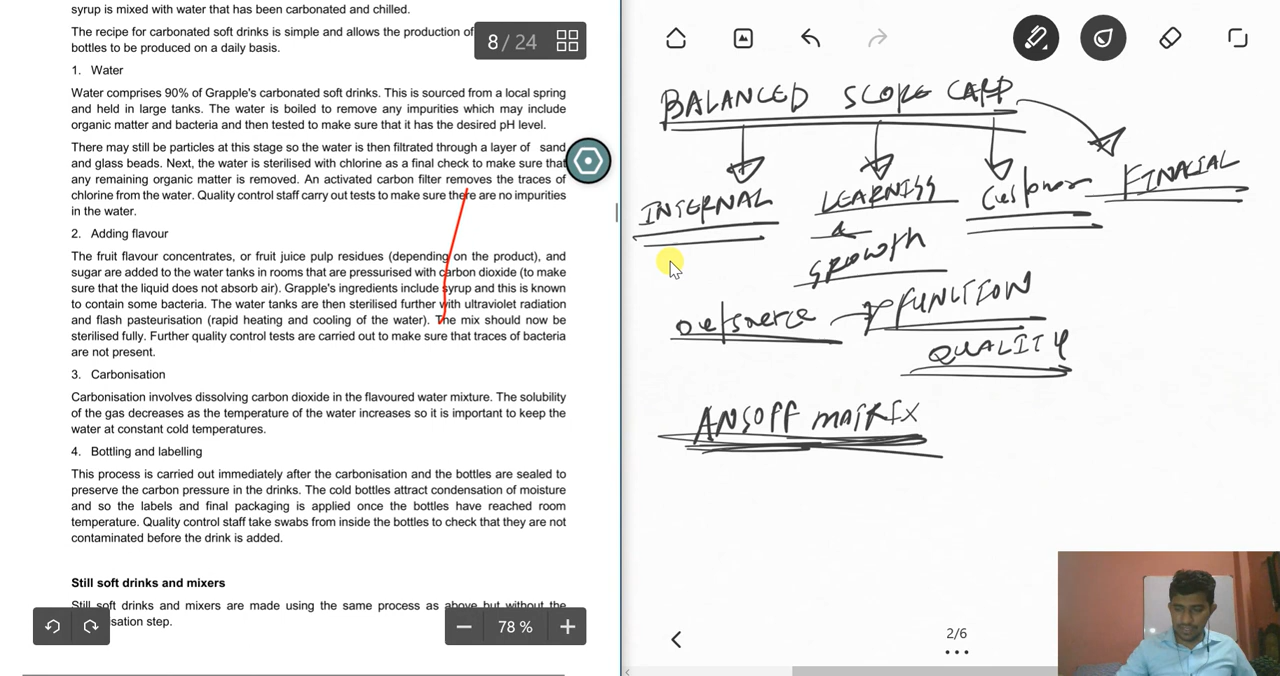 syrup is mixed with water that has been carbonated and chilled.
The recipe for carbonated soft drinks is simple and allows the production of
bottles to be produced on a daily basis.
1. Water
Water comprises 90% of Grapple's carbonated soft drinks. This is sourced from a local spring
and held in large tanks. The water is boiled to remove any impurities which may include
organic matter and bacteria and then tested to make sure that it has the desired pH level.
There may still be particles at this stage so the water is then filtrated through a layer of sand
and glass beads. Next, the water is sterilised with chlorine as a final check to make sure that
any remaining organic matter is removed. An activated carbon filter removes the traces of
chlorine from the water. Quality control staff carry out tests to make sure there are no impurities
in the water.
2. Adding flavour
The fruit flavour concentrates, or fruit juice pulp residues (depending on the product), and
sugar are added to the water tanks in rooms that are pressurised with carbon dioxide (to make
sure that the liquid does not absorb air). Grapple's ingredients include syrup and this is known
to contain some bacteria. The water tanks are then sterilised further with ultraviolet radiation
and flash pasteurisation (rapid heating and cooling of the water). The mix should now be
sterilised fully. Further quality control tests are carried out to make sure that traces of bacteria
are not present.
3. Carbonisation
Carbonisation involves dissolving carbon dioxide in the flavoured water mixture. The solubility
of the gas decreases as the temperature of the water increases so it is important to keep the
water at constant cold temperatures.
4. Bottling and labelling
This process is carried out immediately after the carbonisation and the bottles are sealed to
preserve the carbon pressure in the drinks. The cold bottles attract condensation of moisture
and so the labels and final packaging is applied once the bottles have reached room
temperature. Quality control staff take swabs from inside the bottles to check that they are not
contaminated before the drink is added.
Still soft drinks and mixers
Still soft drinks and mixers are made using the same process as above but without the
sation step.
8 / 24
78 %
BALANCED SCORE CARD
INTERNAL LEARNISS Customer FINACIAL
&
GROWTH
outsource FUNCTION
QUALITY
ANSOFF MATRIX
2/6